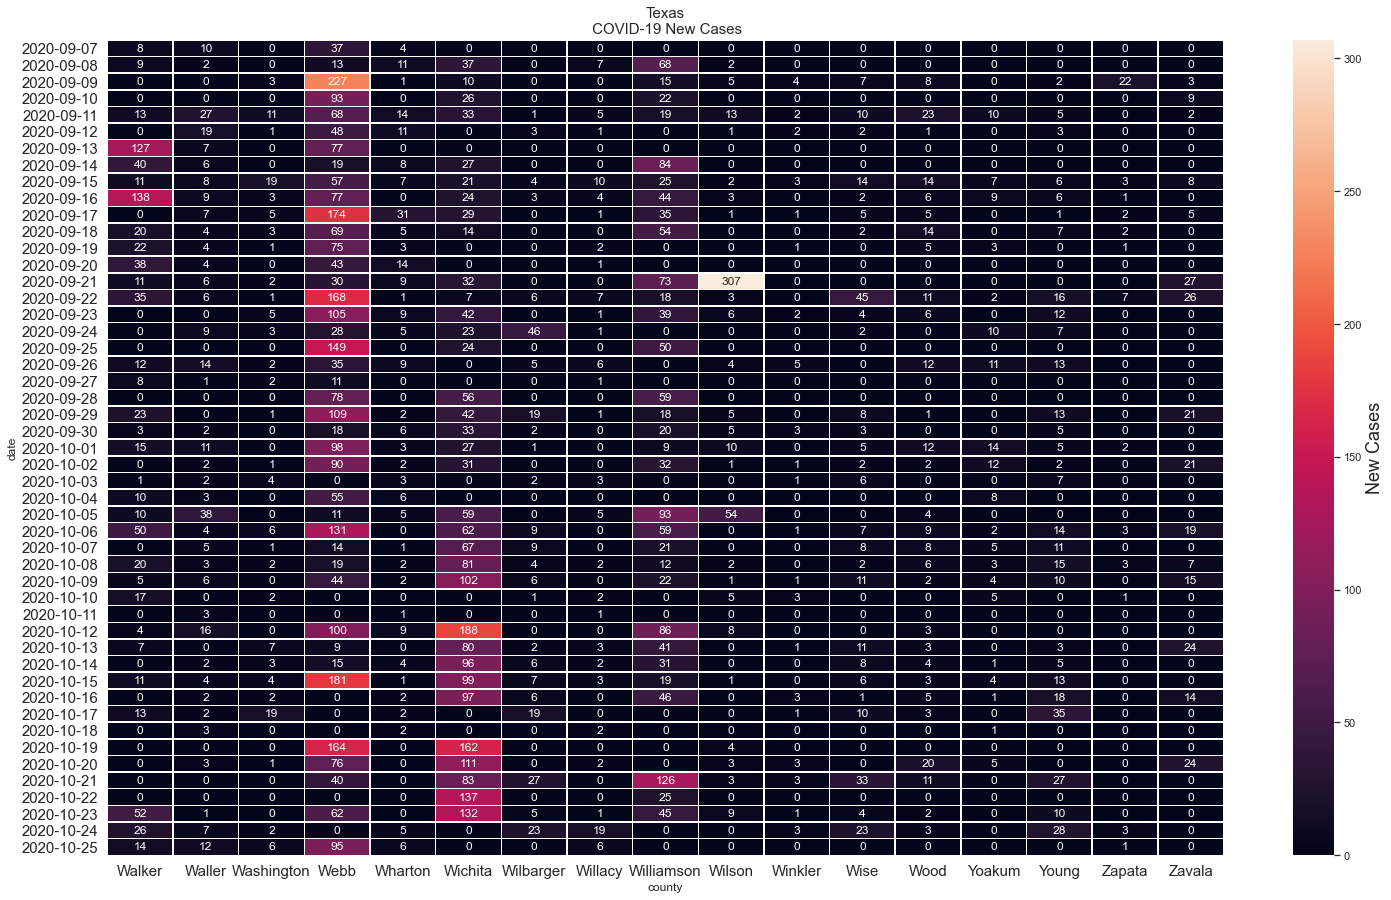 Texas
COVID-19 New Cases
2020-09-07 8 10 0 37 4 0 0 0 0 0 0 0 0 0 0 0 0
2020-09-08 9 2 0 13 11 37 0 7 68 2 0 0 0 0 0 0 0
2020-09-09 0 0 3 227 1 10 0 0 15 5 4 7 8 0 2 22 3
2020-09-10 0 0 0 93 0 26 0 0 22 0 0 0 0 0 0 0 9
2020-09-11 13 27 11 68 14 33 1 5 19 13 2 10 23 10 5 0 2
2020-09-12 0 19 1 48 11 0 3 1 0 1 2 2 1 0 3 0 0
2020-09-13 127 7 0 77 0 0 0 0 0 0 0 0 0 0 0 0 0
2020-09-14 40 6 0 19 8 27 0 0 84 0 0 0 0 0 0 0 0
2020-09-15 11 8 19 57 7 21 4 10 25 2 3 14 14 7 6 3 8
2020-09-16 138 9 3 77 0 24 3 4 44 3 0 2 6 9 6 1 0
2020-09-17 0 7 5 174 31 29 0 1 35 1 1 5 5 0 1 2 5
2020-09-18 20 4 3 69 5 14 0 0 54 0 0 2 14 0 7 2 0
2020-09-19 22 4 1 75 3 0 0 2 0 0 1 0 5 3 0 1 0
2020-09-20 38 4 0 43 14 0 0 1 0 0 0 0 0 0 0 0 0
2020-09-21 11 6 2 30 9 32 0 0 73 307 0 0 0 0 0 0 27
2020-09-22 35 6 1 168 1 7 6 7 18 3 0 45 11 2 16 7 26
2020-09-23 0 0 5 105 9 42 0 1 39 6 2 4 6 0 12 0 0
2020-09-24 0 9 3 28 5 23 46 1 0 0 0 2 0 10 7 0 0
2020-09-25 0 0 0 149 0 24 0 0 50 0 0 0 0 0 0 0 0
2020-09-26 12 14 2 35 9 0 5 6 0 4 5 0 12 11 13 0 0
2020-09-27 8 1 2 11 0 0 0 1 0 0 0 0 0 0 0 0 0
2020-09-28 0 0 0 78 0 56 0 0 59 0 0 0 0 0 0 0 0
2020-09-29 23 0 1 109 2 42 19 1 18 5 0 8 1 0 13 0 21
2020-09-30 3 2 0 18 6 33 2 0 20 5 3 3 0 0 5 0 0
2020-10-01 15 11 0 98 3 27 1 0 9 10 0 5 12 14 5 2 0
2020-10-02 0 2 1 90 2 31 0 0 32 1 1 2 2 12 2 0 21
2020-10-03 1 2 4 0 3 0 2 3 0 0 1 6 0 0 7 0 0
2020-10-04 10 3 0 55 6 0 0 0 0 0 0 0 0 8 0 0 0
2020-10-05 10 38 0 11 5 59 0 5 93 54 0 0 4 0 0 0 0
2020-10-06 50 4 6 131 0 62 9 0 59 0 1 7 9 2 14 3 19
2020-10-07 0 5 1 14 1 67 9 0 21 0 0 8 8 5 11 0 0
2020-10-08 20 3 2 19 2 81 4 2 12 2 0 2 6 3 15 3 7
2020-10-09 5 6 0 44 2 102 6 0 22 1 1 11 2 4 10 0 15
2020-10-10 17 0 2 0 0 0 1 2 0 5 3 0 0 5 0 1 0
2020-10-11 0 3 0 0 1 0 0 1 0 0 0 0 0 0 0 0 0
2020-10-12 4 16 0 100 9 188 0 0 86 8 0 0 3 0 0 0 0
2020-10-13 7 0 7 9 0 80 2 3 41 0 1 11 3 0 3 0 24
2020-10-14 0 2 3 15 4 96 6 2 31 0 0 8 4 1 5 0 0
2020-10-15 11 4 4 181 1 99 7 3 19 1 0 6 3 4 13 0 0
2020-10-16 0 2 2 0 2 97 6 0 46 0 3 1 5 1 18 0 14
2020-10-17 13 2 19 0 2 0 19 0 0 0 1 10 3 0 35 0 0
2020-10-18 0 3 0 0 2 0 0 2 0 0 0 0 0 1 0 0 0
2020-10-19 0 0 0 164 0 162 0 0 0 4 0 0 0 0 0 0 0
2020-10-20 0 3 1 76 0 111 0 2 0 3 3 0 20 5 0 0 24
2020-10-21 0 0 0 40 0 83 27 0 126 3 3 33 11 0 27 0 0
2020-10-22 0 0 0 0 0 137 0 0 25 0 0 0 0 0 0 0 0
2020-10-23 52 1 0 62 0 132 5 1 45 9 1 4 2 0 10 0 0
2020-10-24 26 7 2 0 5 0 23 19 0 0 3 23 3 0 28 3 0
2020-10-25 14 12 6 95 6 0 0 6 0 0 0 0 0 0 0 1 0
Walker Waller Washington Webb Wharton Wichita Wilbarger Willacy Williamson Wilson Winkler Wise Wood Yoakum Young Zapata Zavala
county
date
300
250
200
150
100
50
0
New Cases